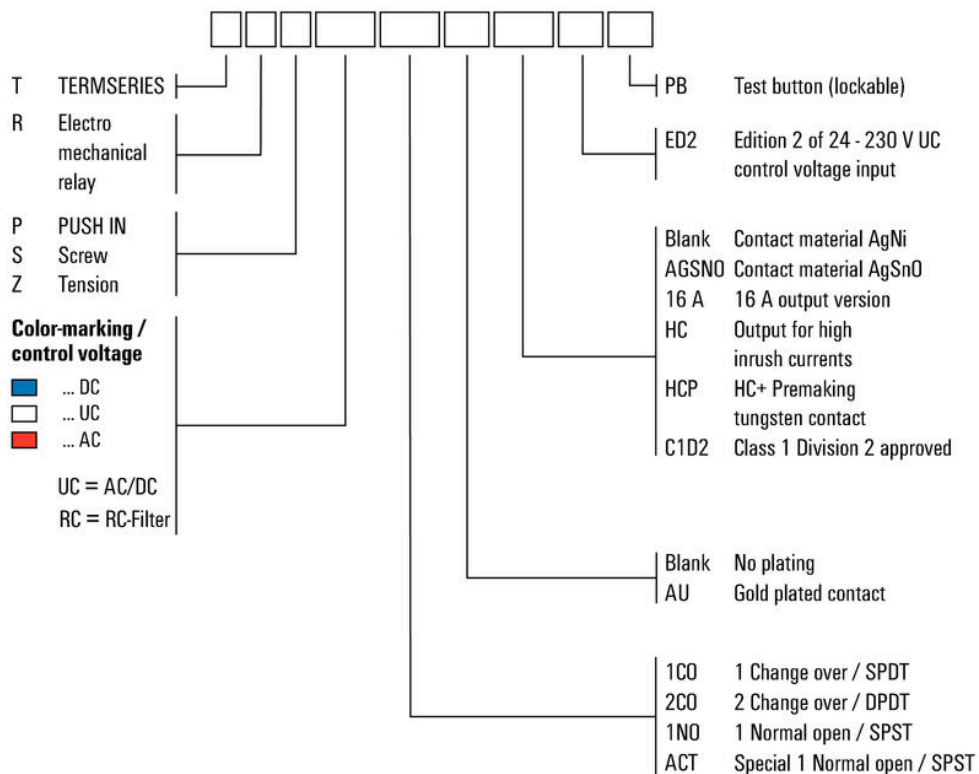 T TERMSERIES
R Electro
mechanical
relay
P PUSH IN
S Screw
Z Tension
Color-marking /
control voltage
... DC
... UC
... AC
UC = AC/DC
RC = RC-Filter
PB Test button (lockable)
ED2 Edition 2 of 24 - 230 V UC
control voltage input
Blank Contact material AgNi
AGSNO Contact material AgSnO
16 A 16 A output version
HC Output for high
inrush currents
HCP HC+ Premaking
tungsten contact
C1D2 Class 1 Division 2 approved
Blank No plating
AU Gold plated contact
1CO 1 Change over / SPDT
2CO 2 Change over / DPDT
1NO 1 Normal open / SPST
ACT Special 1 Normal open / SPST